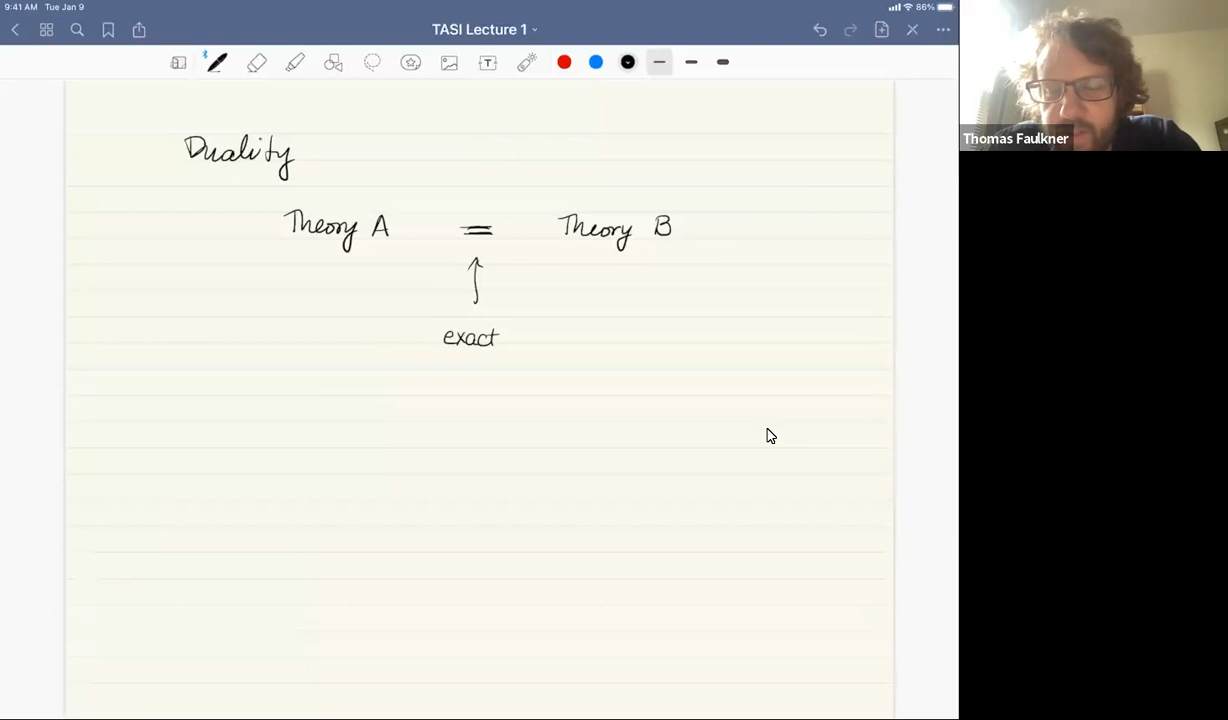 9:41 AM Tue Jan 9
86%
TASI Lecture 1
T
Thomas Faulkner
Duality
Theory A = Theory B
exact